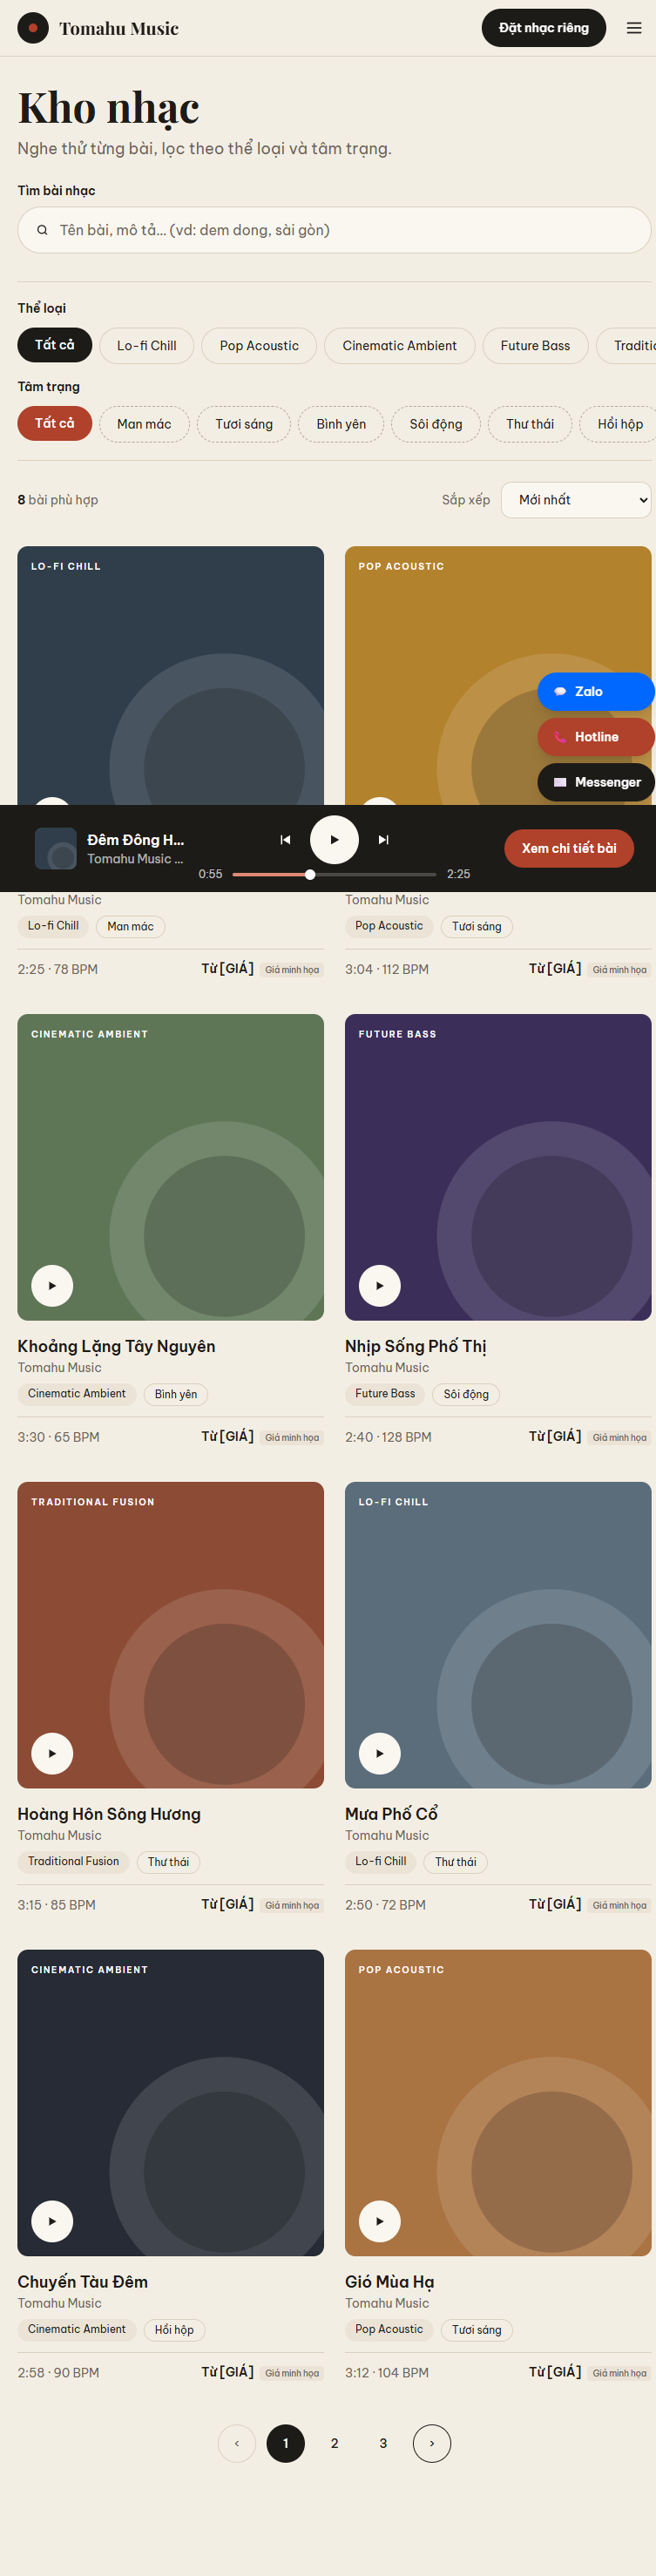 Tomahu Music
Đặt nhạc riêng
Kho nhạc
Nghe thử từng bài, lọc theo thể loại và tâm trạng.
Tìm bài nhạc
Tên bài, mô tả... (vd: dem dong, sài gòn)
Thể loại
Tất cả
Lo-fi Chill
Pop Acoustic
Cinematic Ambient
Future Bass
Traditio
Tâm trạng
Tất cả
Man mác
Tươi sáng
Bình yên
Sôi động
Thư thái
Hồi hộp
8 bài phù hợp
Sắp xếp
Mới nhất
LO-FI CHILL
POP ACOUSTIC
Zalo
Hotline
Messenger
Đêm Đông H...
Tomahu Music ...
0:55
2:25
Xem chi tiết bài
Tomahu Music
Lo-fi Chill
Man mác
2:25 · 78 BPM
Từ [GIÁ]
Giá minh họa
Tomahu Music
Pop Acoustic
Tươi sáng
3:04 · 112 BPM
Từ [GIÁ]
Giá minh họa
CINEMATIC AMBIENT
Khoảng Lặng Tây Nguyên
Tomahu Music
Cinematic Ambient
Bình yên
3:30 · 65 BPM
Từ [GIÁ]
Giá minh họa
FUTURE BASS
Nhịp Sống Phố Thị
Tomahu Music
Future Bass
Sôi động
2:40 · 128 BPM
Từ [GIÁ]
Giá minh họa
TRADITIONAL FUSION
Hoàng Hôn Sông Hương
Tomahu Music
Traditional Fusion
Thư thái
3:15 · 85 BPM
Từ [GIÁ]
Giá minh họa
LO-FI CHILL
Mưa Phố Cổ
Tomahu Music
Lo-fi Chill
Thư thái
2:50 · 72 BPM
Từ [GIÁ]
Giá minh họa
CINEMATIC AMBIENT
Chuyến Tàu Đêm
Tomahu Music
Cinematic Ambient
Hồi hộp
2:58 · 90 BPM
Từ [GIÁ]
Giá minh họa
POP ACOUSTIC
Gió Mùa Hạ
Tomahu Music
Pop Acoustic
Tươi sáng
3:12 · 104 BPM
Từ [GIÁ]
Giá minh họa
‹
1
2
3
›